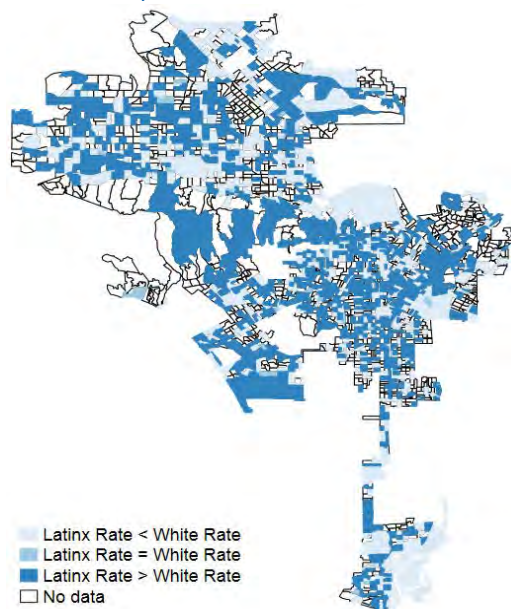 Latinx Rate < White Rate
Latinx Rate = White Rate
Latinx Rate > White Rate
No data